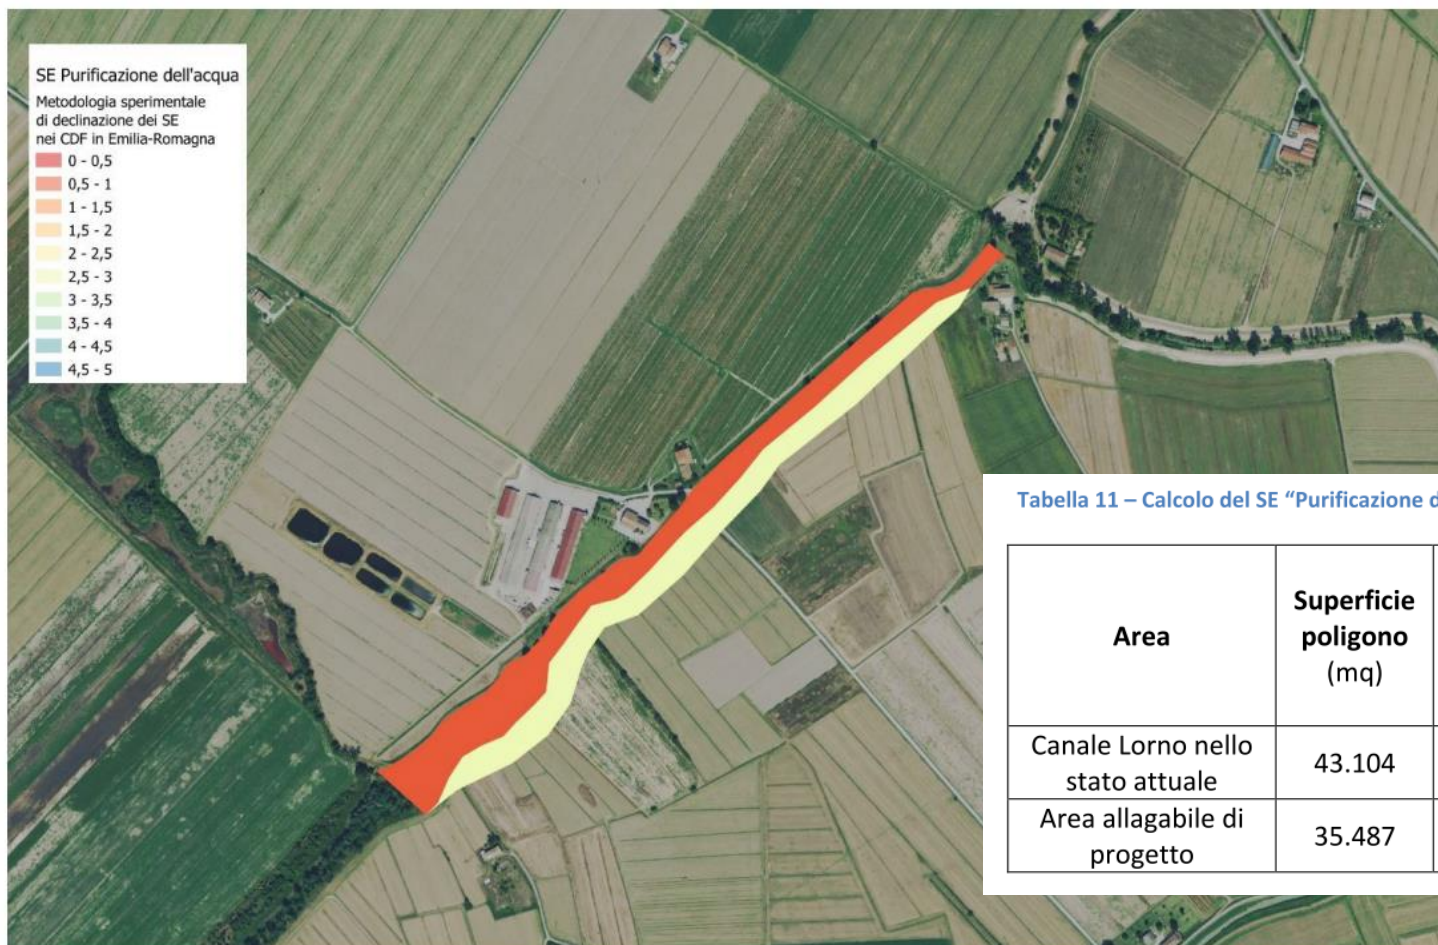 SE Purificazione dell'acqua
Metodologia sperimentale
di declinazione dei SE
nei CDF in Emilia-Romagna
0 - 0,5
0,5 - 1
1 - 1,5
1,5 - 2
2 - 2,5
2,5 - 3
3 - 3,5
3,5 - 4
4 - 4,5
4,5 - 5
Tabella 11 – Calcolo del SE “Purificazione d
Area
Superficie
poligono
(mq)
Canale Lorno nello
stato attuale
43.104
Area allagabile di
progetto
35.487